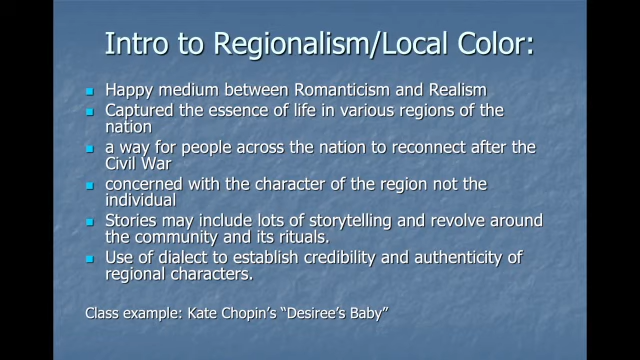 Intro to Regionalism/Local Color:
Happy medium between Romanticism and Realism
Captured the essence of life in various regions of the
nation
a way for people across the nation to reconnect after the
Civil War
concerned with the character of the region not the
individual
Stories may include lots of storytelling and revolve around
the community and its rituals.
Use of dialect to establish credibility and authenticity of
regional characters.
Class example: Kate Chopin's "Desiree's Baby"